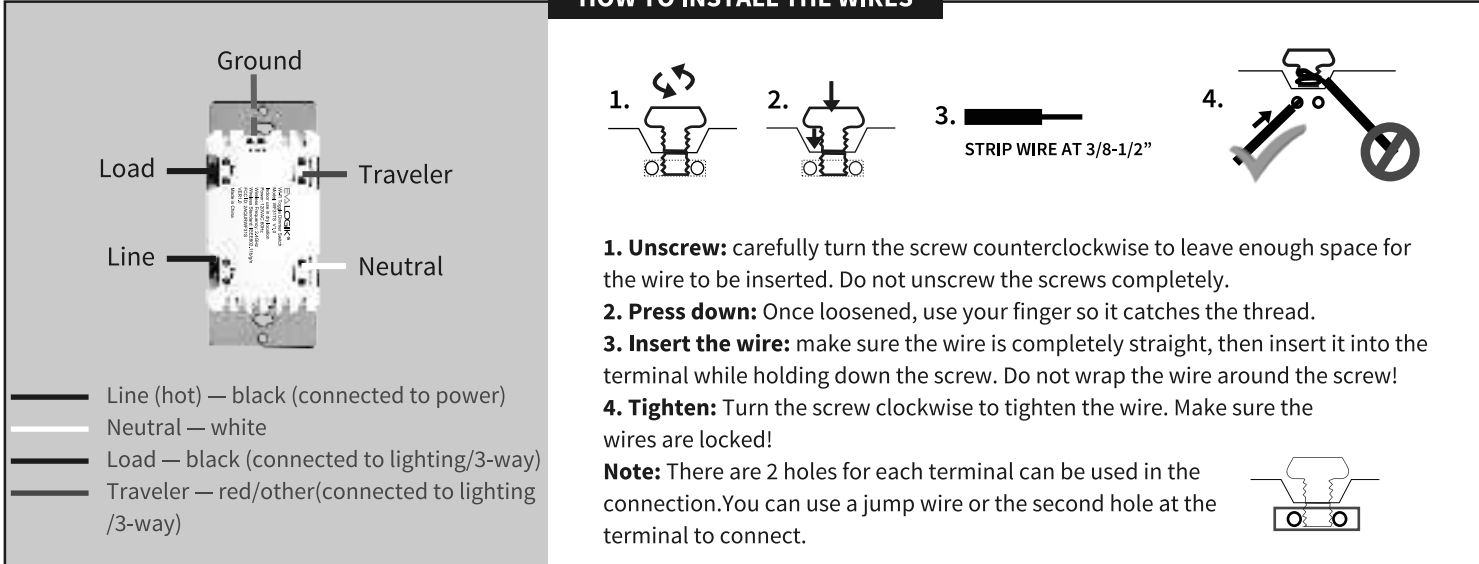 HOW TO INSTALL THE WIRES
Ground
Load
Traveler
Line
Neutral
EVA LOGIK®
Made in China
Line (hot) — black (connected to power)
Neutral — white
Load — black (connected to lighting/3-way)
Traveler — red/other(connected to lighting
/3-way)
1.
2.
3.
STRIP WIRE AT 3/8-1/2”
4.
1. Unscrew: carefully turn the screw counterclockwise to leave enough space for
the wire to be inserted. Do not unscrew the screws completely.
2. Press down: Once loosened, use your finger so it catches the thread.
3. Insert the wire: make sure the wire is completely straight, then insert it into the
terminal while holding down the screw. Do not wrap the wire around the screw!
4. Tighten: Turn the screw clockwise to tighten the wire. Make sure the
wires are locked!
Note: There are 2 holes for each terminal can be used in the
connection.You can use a jump wire or the second hole at the
terminal to connect.